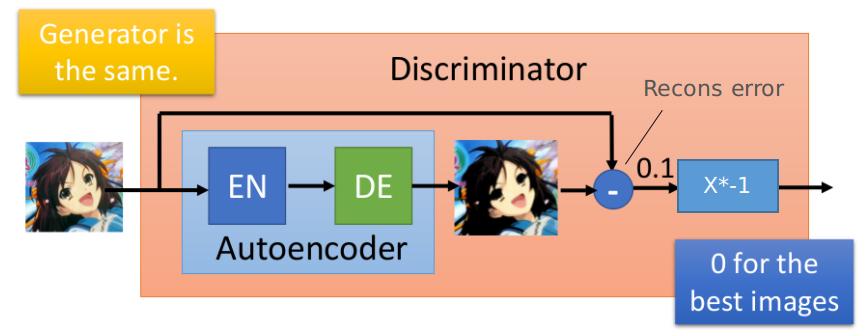 Generator is
the same.
Discriminator
Recons error
EN
DE
-
0.1
X*-1
Autoencoder
0 for the
best images